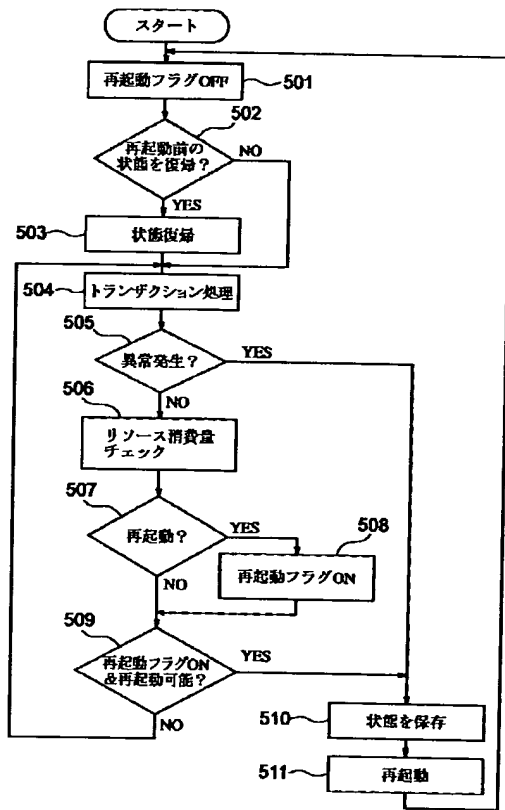 スタート
再起動フラグOFF
501
502
再起動前の
状態を復帰？
NO
YES
503
状態復帰
504
トランザクション処理
505
異常発生？
YES
NO
506
リソース消費量
チェック
507
再起動？
YES
508
再起動フラグON
NO
509
再起動フラグON
&再起動可能？
YES
NO
510
状態を保存
511
再起動